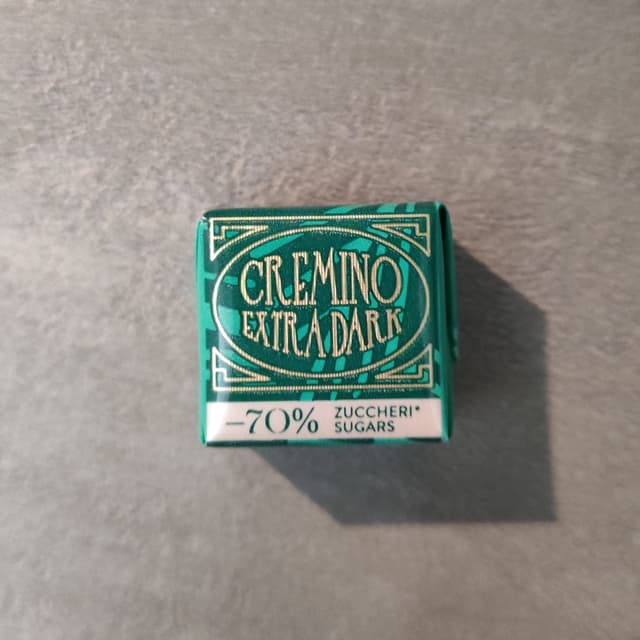 CREMINO
EXTRA DARK
-70% ZUCCHERI*
SUGARS